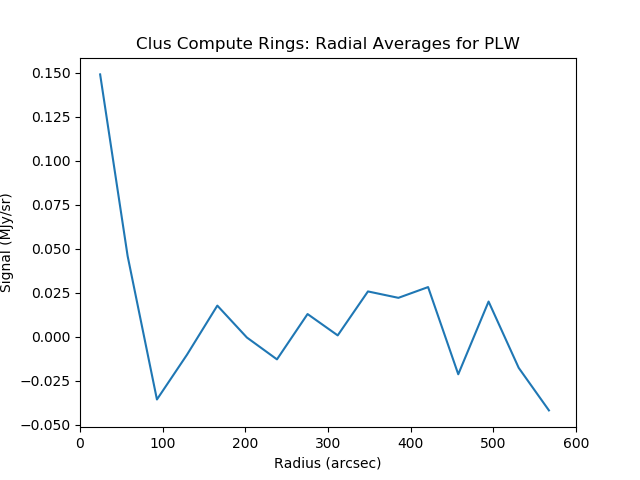 Clus Compute Rings: Radial Averages for PLW
0.150
0.125
0.100
0.075
0.050
0.025
0.000
−0.025
−0.050
Signal (MJy/sr)
0 100 200 300 400 500 600
Radius (arcsec)